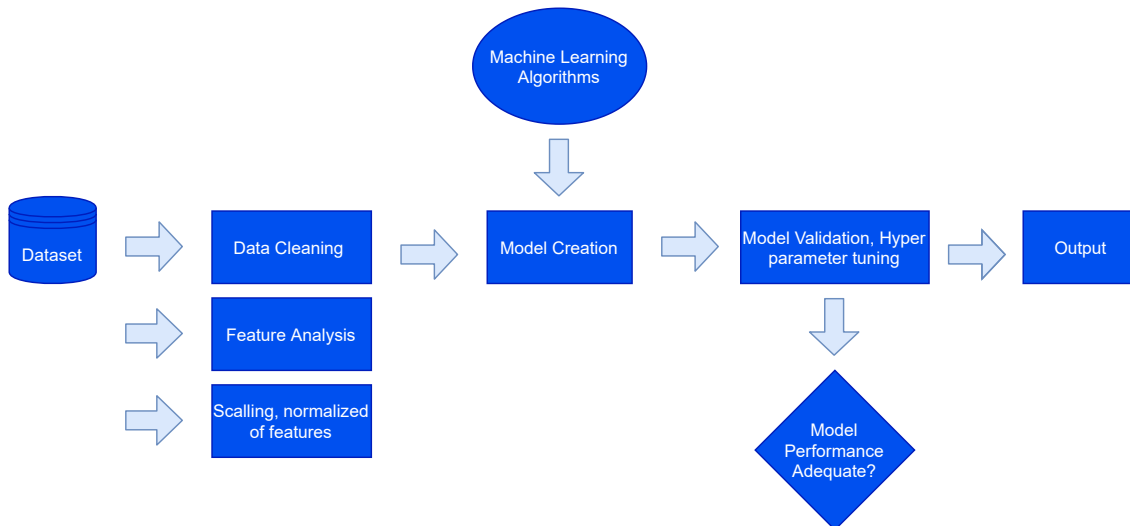 Machine Learning
Algorithms
Dataset
Data Cleaning
Model Creation
Model Validation, Hyper
parameter tuning
Output
Feature Analysis
Scalling, normalized
of features
Model
Performance
Adequate?